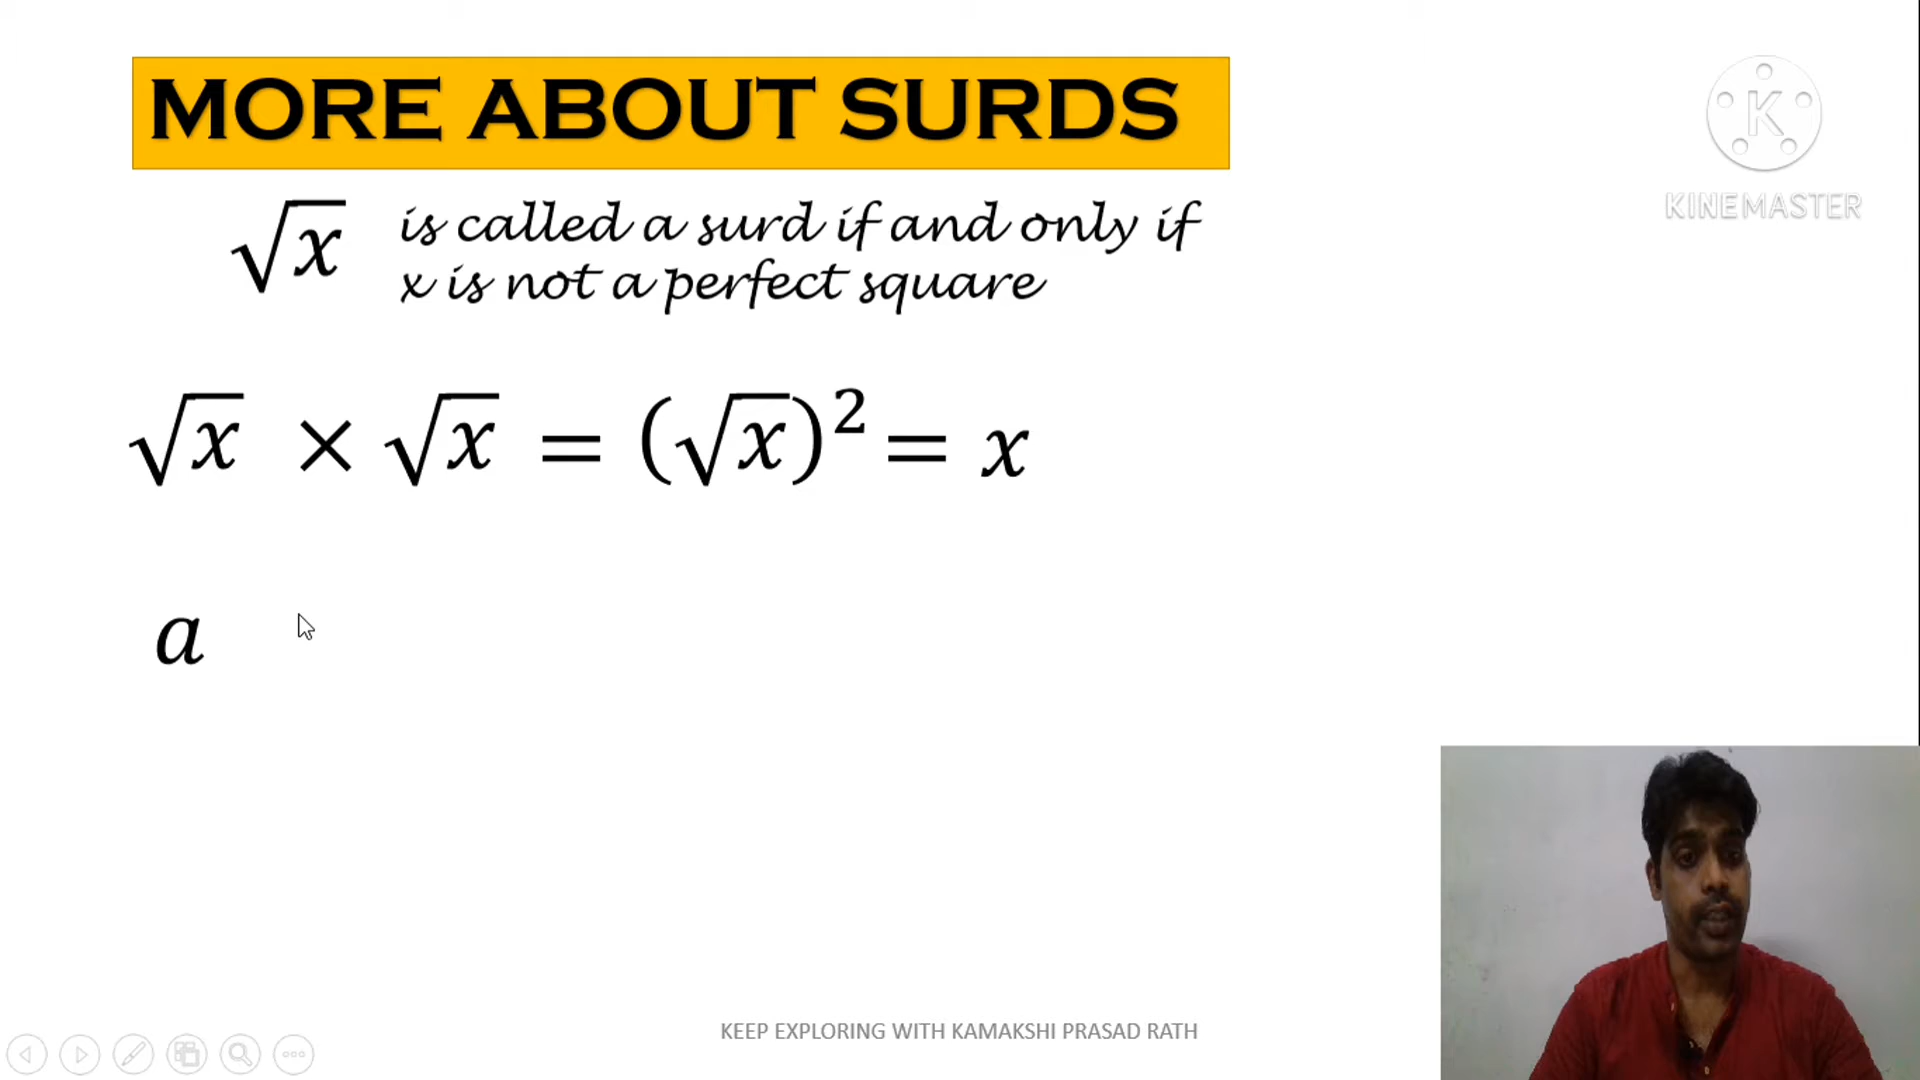 MORE ABOUT SURDS
K
KINEMASTER
√x is called a surd if and only if
x is not a perfect square
√x × √x = (√x)² = x
a
KEEP EXPLORING WITH KAMAKSHI PRASAD RATH